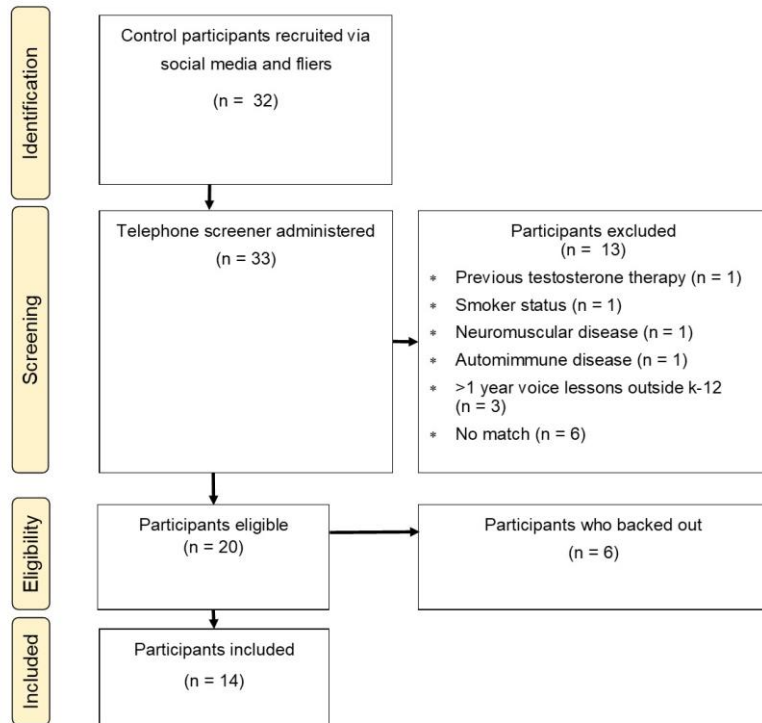 Identification
Control participants recruited via
social media and fliers
(n = 32)
Screening
Telephone screener administered
(n = 33)
Participants excluded
(n = 13)
* Previous testosterone therapy (n = 1)
* Smoker status (n = 1)
* Neuromuscular disease (n = 1)
* Automimmune disease (n = 1)
* >1 year voice lessons outside k-12
(n = 3)
* No match (n = 6)
Eligibility
Participants eligible
(n = 20)
Participants who backed out
(n = 6)
Included
Participants included
(n = 14)